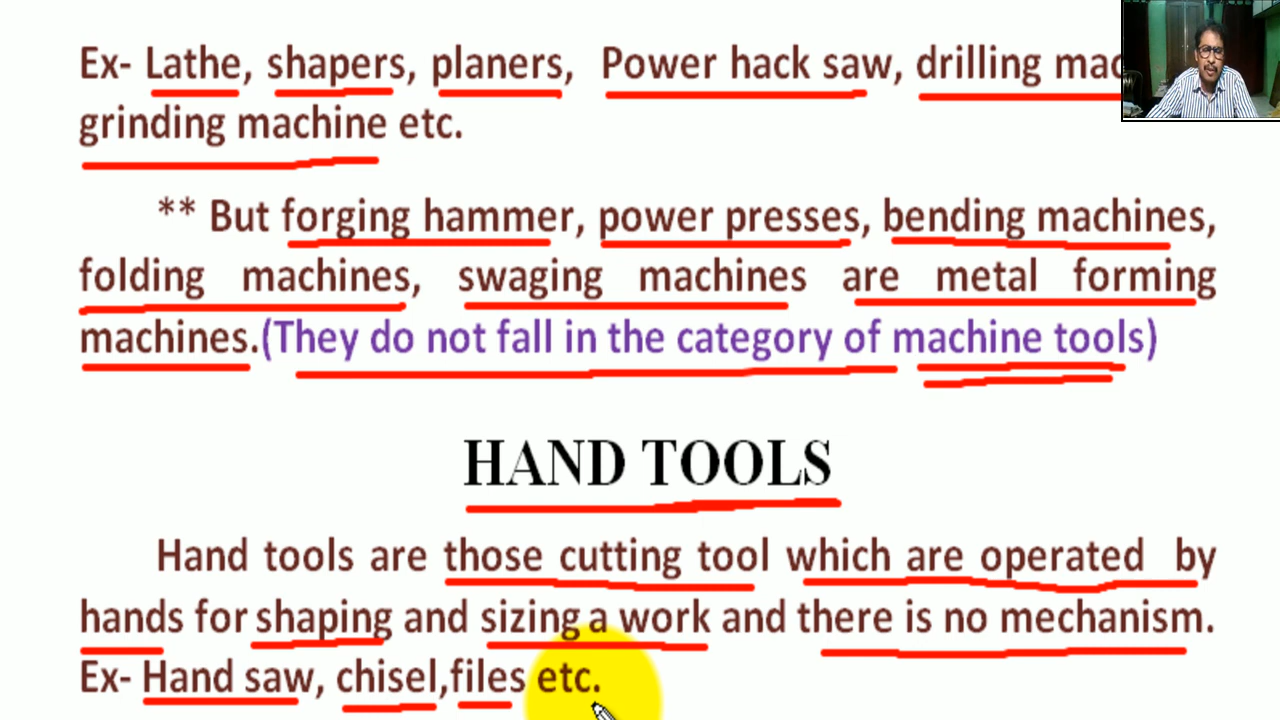 Ex- Lathe, shapers, planers, Power hack saw, drilling
grinding machine etc.
** But forging hammer, power presses, bending machines,
folding machines, swaging machines are metal forming
machines.(They do not fall in the category of machine tools)
HAND TOOLS
Hand tools are those cutting tool which are operated by
hands for shaping and sizing a work and there is no mechanism.
Ex- Hand saw, chisel,files etc.